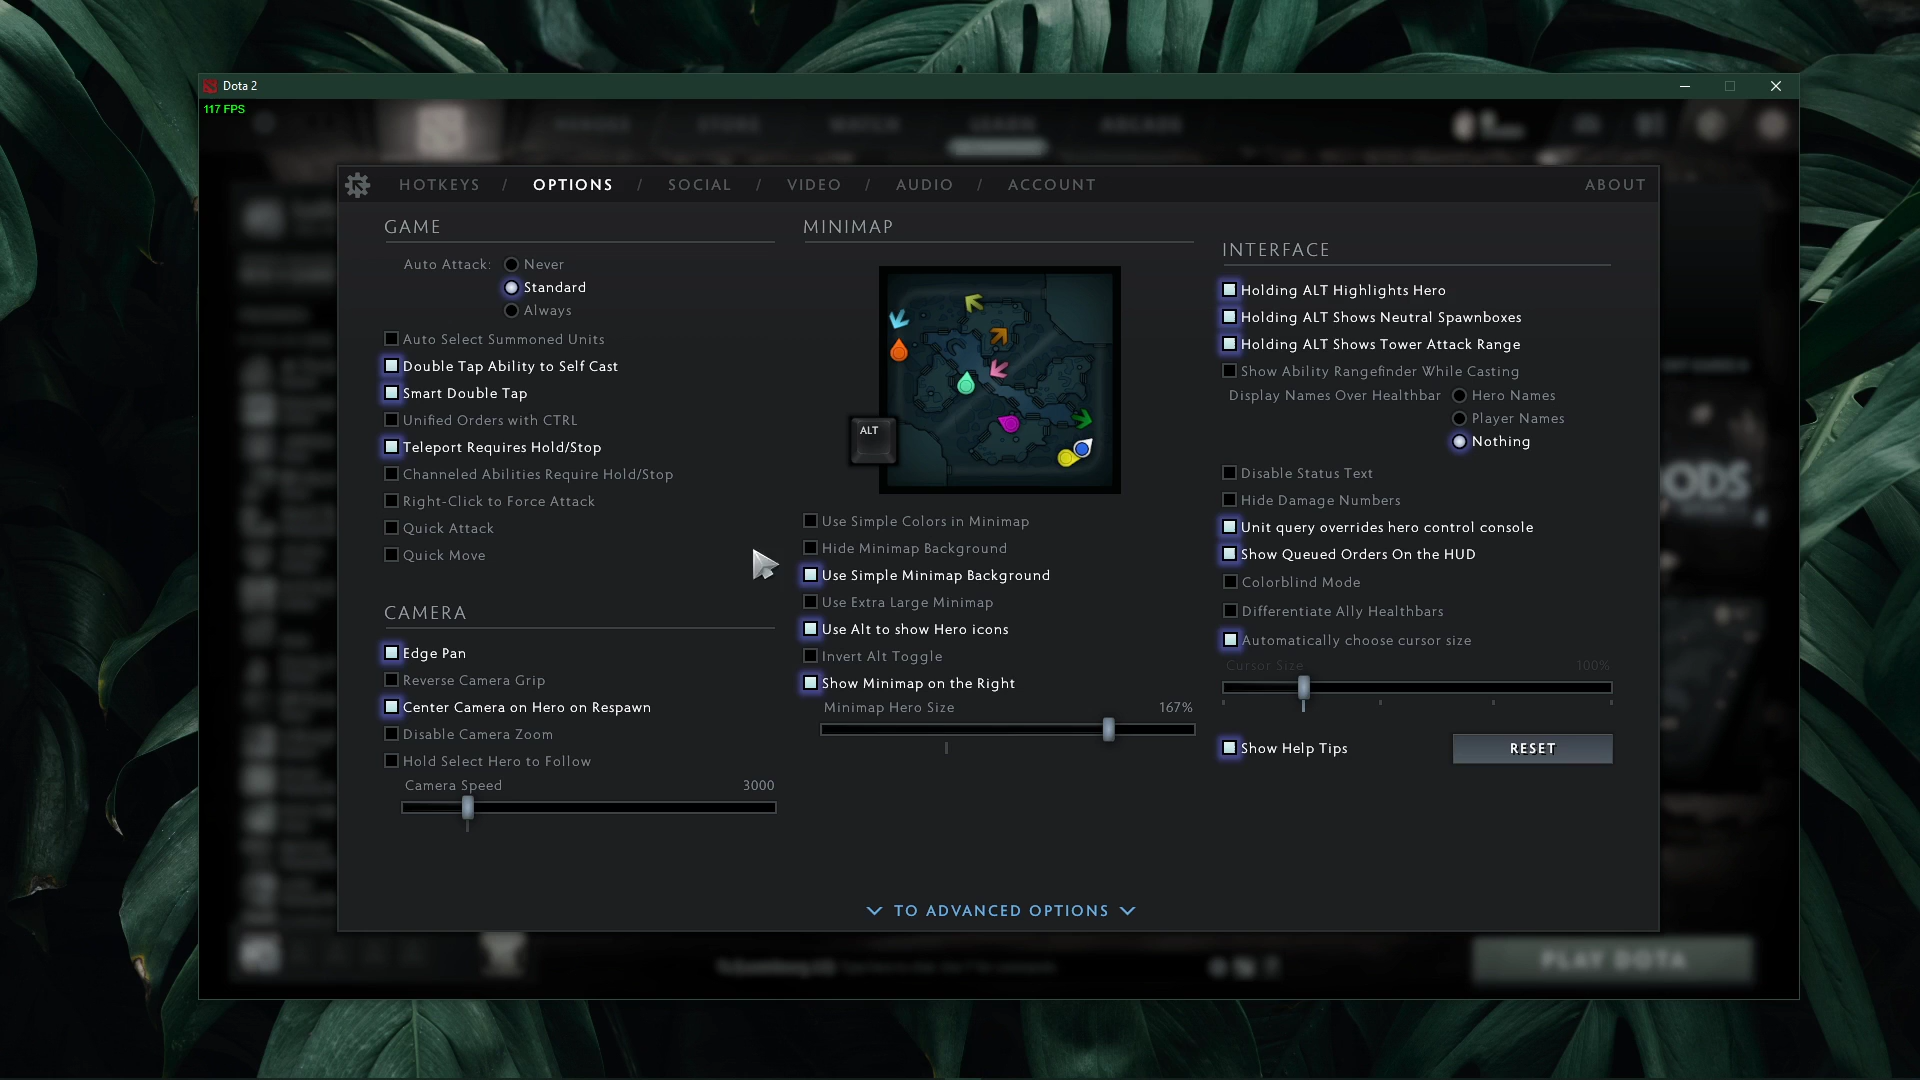 Dota 2
117 FPS
HEROES STORE WATCH LEARN ARCADE
HOTKEYS / OPTIONS / SOCIAL / VIDEO / AUDIO / ACCOUNT
ABOUT
GAME
Auto Attack: Never
Standard
Always
Auto Select Summoned Units
Double Tap Ability to Self Cast
Smart Double Tap
Unified Orders with CTRL
Teleport Requires Hold/Stop
Channeled Abilities Require Hold/Stop
Right-Click to Force Attack
Quick Attack
Quick Move
CAMERA
Edge Pan
Reverse Camera Grip
Center Camera on Hero on Respawn
Disable Camera Zoom
Hold Select Hero to Follow
Camera Speed 3000
MINIMAP
ALT
Use Simple Colors in Minimap
Hide Minimap Background
Use Simple Minimap Background
Use Extra Large Minimap
Use Alt to show Hero icons
Invert Alt Toggle
Show Minimap on the Right
Minimap Hero Size 167%
INTERFACE
Holding ALT Highlights Hero
Holding ALT Shows Neutral Spawnboxes
Holding ALT Shows Tower Attack Range
Show Ability Rangefinder While Casting
Display Names Over Healthbar Hero Names
Player Names
Nothing
Disable Status Text
Hide Damage Numbers
Unit query overrides hero control console
Show Queued Orders On the HUD
Colorblind Mode
Differentiate Ally Healthbars
Automatically choose cursor size
Cursor Size 100%
Show Help Tips
RESET
TO ADVANCED OPTIONS
PLAY DOTA